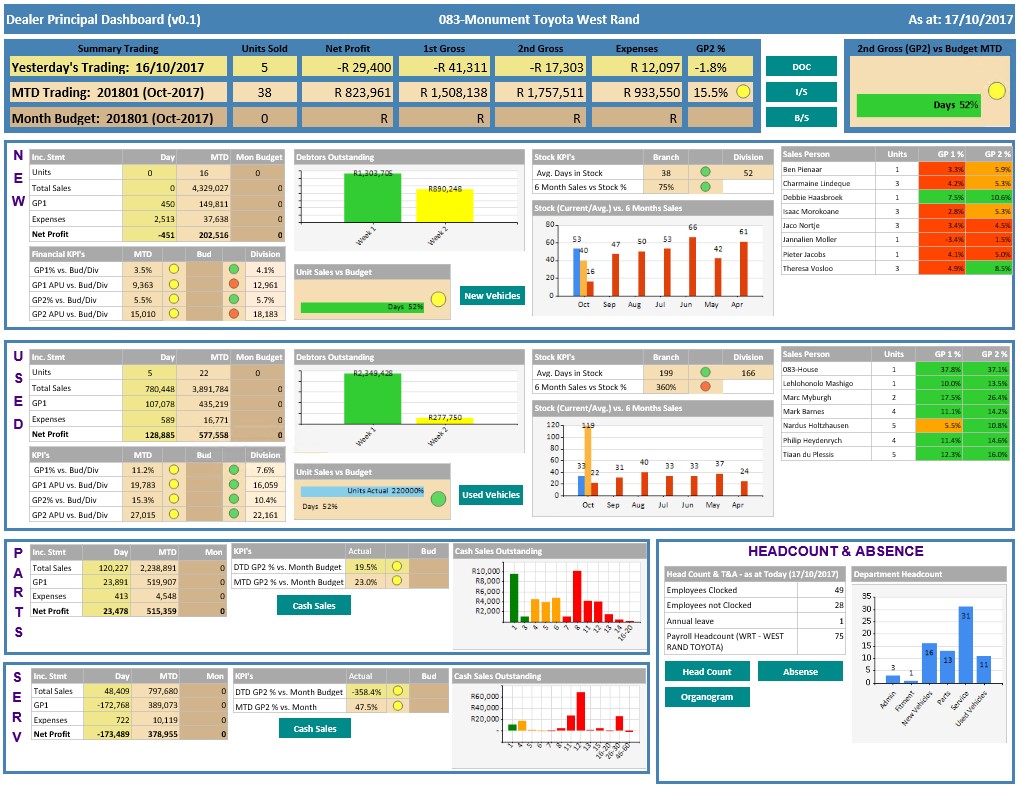 Dealer Principal Dashboard (v0.1) 083-Monument Toyota West Rand As at: 17/10/2017
Summary Trading Units Sold Net Profit 1st Gross 2nd Gross Expenses GP2 %
Yesterday's Trading: 16/10/2017 5 -R 29,400 -R 41,311 -R 17,303 R 12,097 -1.8%
MTD Trading: 201801 (Oct-2017) 38 R 823,961 R 1,508,138 R 1,757,511 R 933,550 15.5%
Month Budget: 201801 (Oct-2017) 0 R R R R
DOC
I/S
B/S
2nd Gross (GP2) vs Budget MTD
Days 52%
NEW
Inc. Stmt Day MTD Mon Budget
Units 0 16 0
Total Sales 0 4,329,027 0
GP1 450 149,811 0
Expenses 2,513 37,638 0
Net Profit -451 202,516 0
Financial KPI's MTD Bud Division
GP1% vs. Bud/Div 3.5% 4.1%
GP1 APU vs. Bud/Div 9,363 12,961
GP2% vs. Bud/Div 5.5% 5.7%
GP2 APU vs. Bud/Div 15,010 18,183
Debtors Outstanding
R1,303,705
R890,248
Week 1 Week 2
Unit Sales vs Budget
Days 52%
New Vehicles
Stock KPI's Branch Division
Avg. Days in Stock 38 52
6 Month Sales vs Stock % 75%
Stock (Current/Avg.) vs. 6 Months Sales
80
60
40
20
0
53 40 16 47 50 53 66 42 61
Oct Sep Aug Jul Jun May Apr
Sales Person Units GP 1 % GP 2 %
Ben Pienaar 1 3.3% 5.9%
Charmaine Lindeque 3 4.2% 5.3%
Debbie Haasbroek 1 7.5% 10.6%
Isaac Morokoane 3 2.8% 5.3%
Jaco Nortje 3 3.4% 4.5%
Jannalien Moller 1 -3.4% 1.5%
Pieter Jacobs 1 4.1% 5.0%
Theresa Vosloo 3 4.9% 8.5%
USED
Inc. Stmt Day MTD Mon Budget
Units 5 22 0
Total Sales 780,448 3,891,784 0
GP1 107,078 435,219 0
Expenses 589 16,771 0
Net Profit 128,885 577,558 0
KPI's MTD Bud Division
GP1% vs. Bud/Div 11.2% 7.6%
GP1 APU vs. Bud/Div 19,783 16,059
GP2% vs. Bud/Div 15.3% 10.4%
GP2 APU vs. Bud/Div 27,015 22,161
Debtors Outstanding
R2,349,428
R277,750
Week 1 Week 2
Unit Sales vs Budget
Units Actual 220000%
Days 52%
Used Vehicles
Stock KPI's Branch Division
Avg. Days in Stock 199 166
6 Month Sales vs Stock % 360%
Stock (Current/Avg.) vs. 6 Months Sales
120
100
80
60
40
20
0
33 119 22 31 40 33 33 37 24
Oct Sep Aug Jul Jun May Apr
Sales Person Units GP 1 % GP 2 %
083-House 1 37.8% 37.1%
Lehloholonolo Mashigo 1 10.0% 13.5%
Marc Myburgh 2 17.5% 26.4%
Mark Barnes 4 11.1% 14.2%
Nardus Holtzhausen 5 5.5% 10.8%
Philip Heydenrych 4 11.4% 14.6%
Tiaan du Plessis 5 12.3% 16.0%
PARTS
Inc. Stmt Day MTD Mon
Total Sales 120,227 2,238,891 0
GP1 23,891 519,907 0
Expenses 413 4,548 0
Net Profit 23,478 515,359 0
KPI's Actual Bud
DTD GP2 % vs. Month Budget 19.5%
MTD GP2 % vs. Month Budget 23.0%
Cash Sales
Cash Sales Outstanding
R10,000
R8,000
R6,000
R4,000
R2,000
1 3 4 5 6 7 8 11 12 13 14 16-20
SERV
Inc. Stmt Day MTD Mon
Total Sales 48,409 797,680 0
GP1 -172,768 389,073 0
Expenses 722 10,119 0
Net Profit -173,489 378,955 0
KPI's Actual Bud
DTD GP2 % vs. Month Budget -358.4%
MTD GP2 % vs. Month 47.5%
Cash Sales
Cash Sales Outstanding
R60,000
R40,000
R20,000
-
1 4 5 6 7 8 11 12 13 15 16-20 26-30 46-60
HEADCOUNT & ABSENCE
Head Count & T&A - as at Today (17/10/2017)
Employees Clocked 49
Employees not Clocked 28
Annual leave 1
Payroll Headcount (WRT - WEST RAND TOYOTA) 75
Head Count
Absense
Organogram
Department Headcount
35
30
25
20
15
10
5
0
3 1 16 13 31 11
Admin Fitment New Vehicles Parts Service Used Vehicles